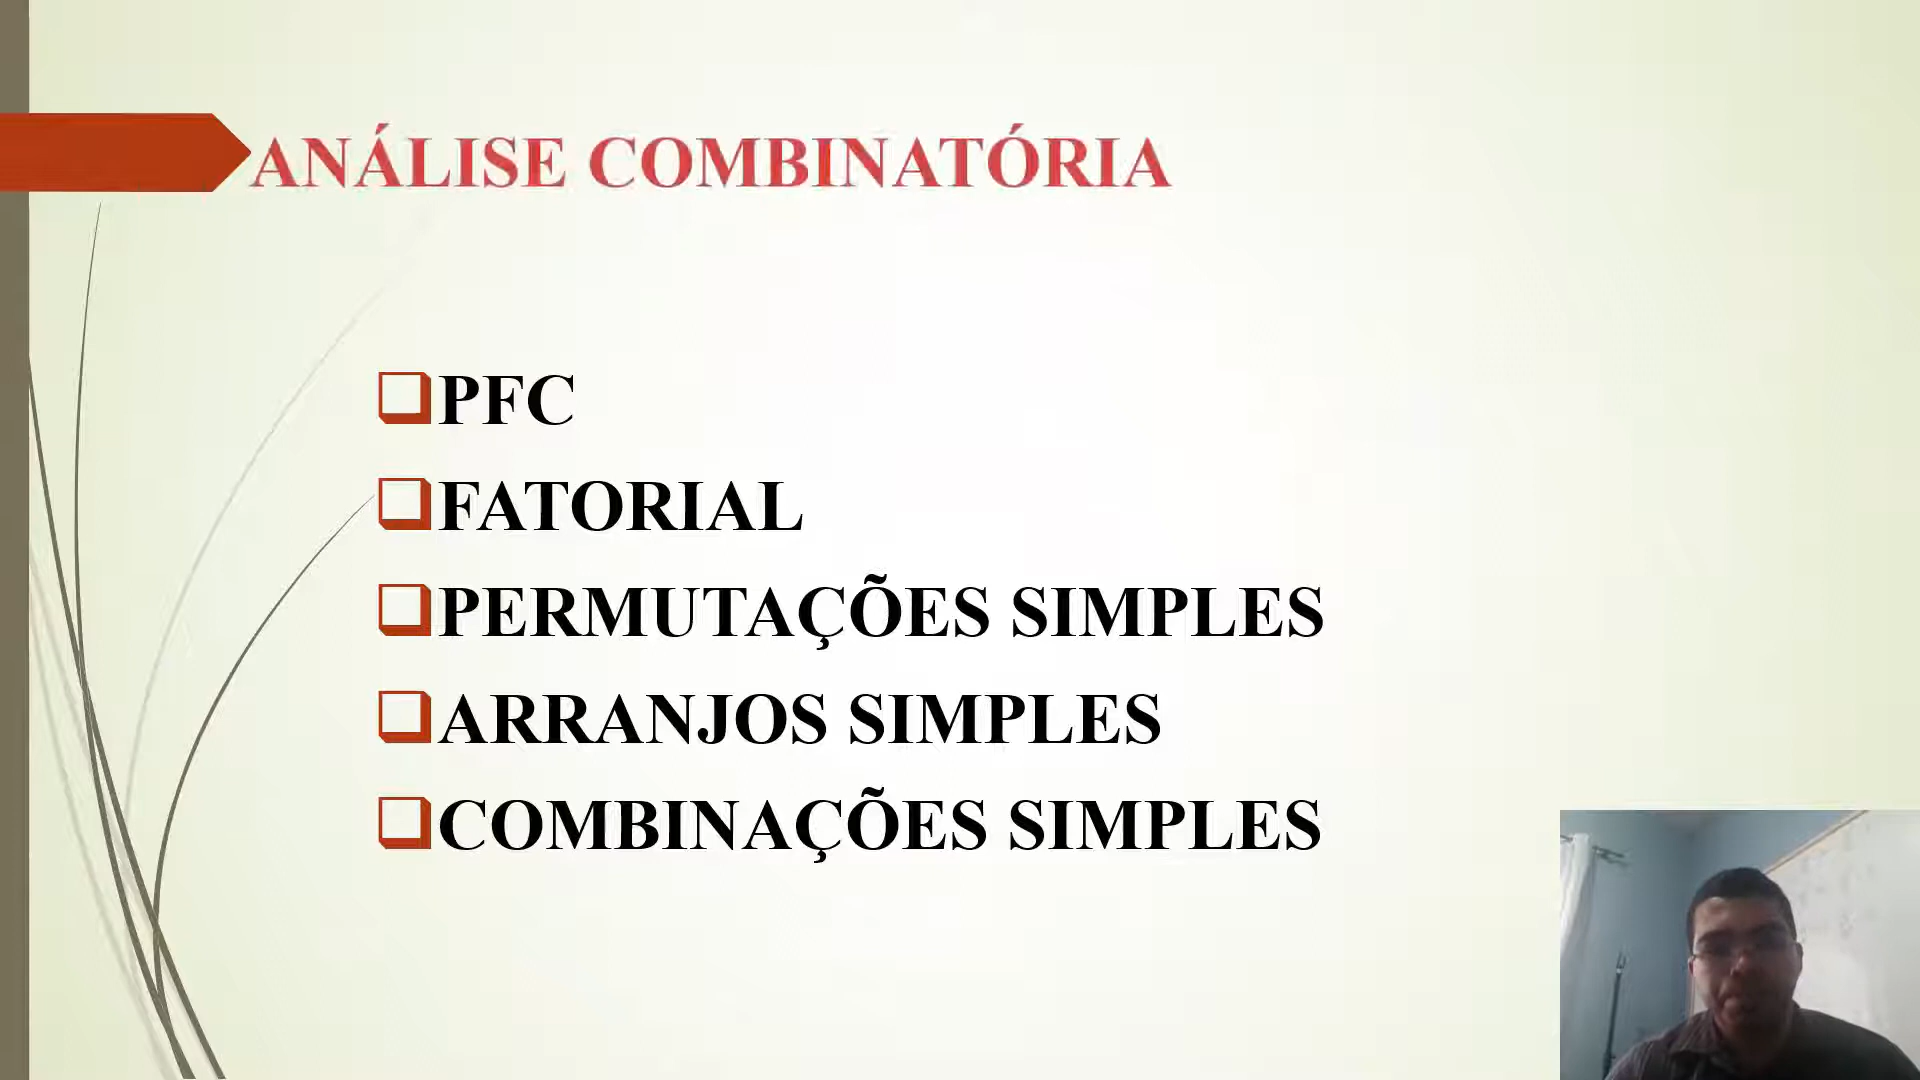 ANÁLISE COMBINATÓRIA
PFC
FATORIAL
PERMUTAÇÕES SIMPLES
ARRANJOS SIMPLES
COMBINAÇÕES SIMPLES